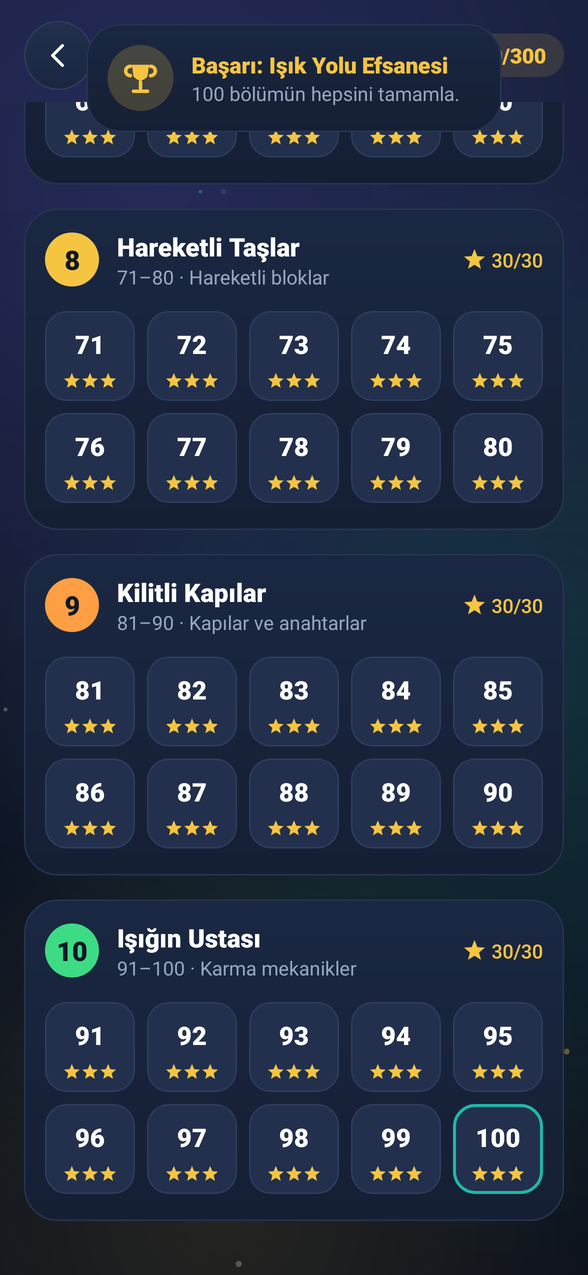 Başarı: Işık Yolu Efsanesi
100 bölümün hepsini tamamla.
/300
8
Hareketli Taşlar
71–80 · Hareketli bloklar
30/30
71 72 73 74 75
76 77 78 79 80
9
Kilitli Kapılar
81–90 · Kapılar ve anahtarlar
30/30
81 82 83 84 85
86 87 88 89 90
10
Işığın Ustası
91–100 · Karma mekanikler
30/30
91 92 93 94 95
96 97 98 99 100